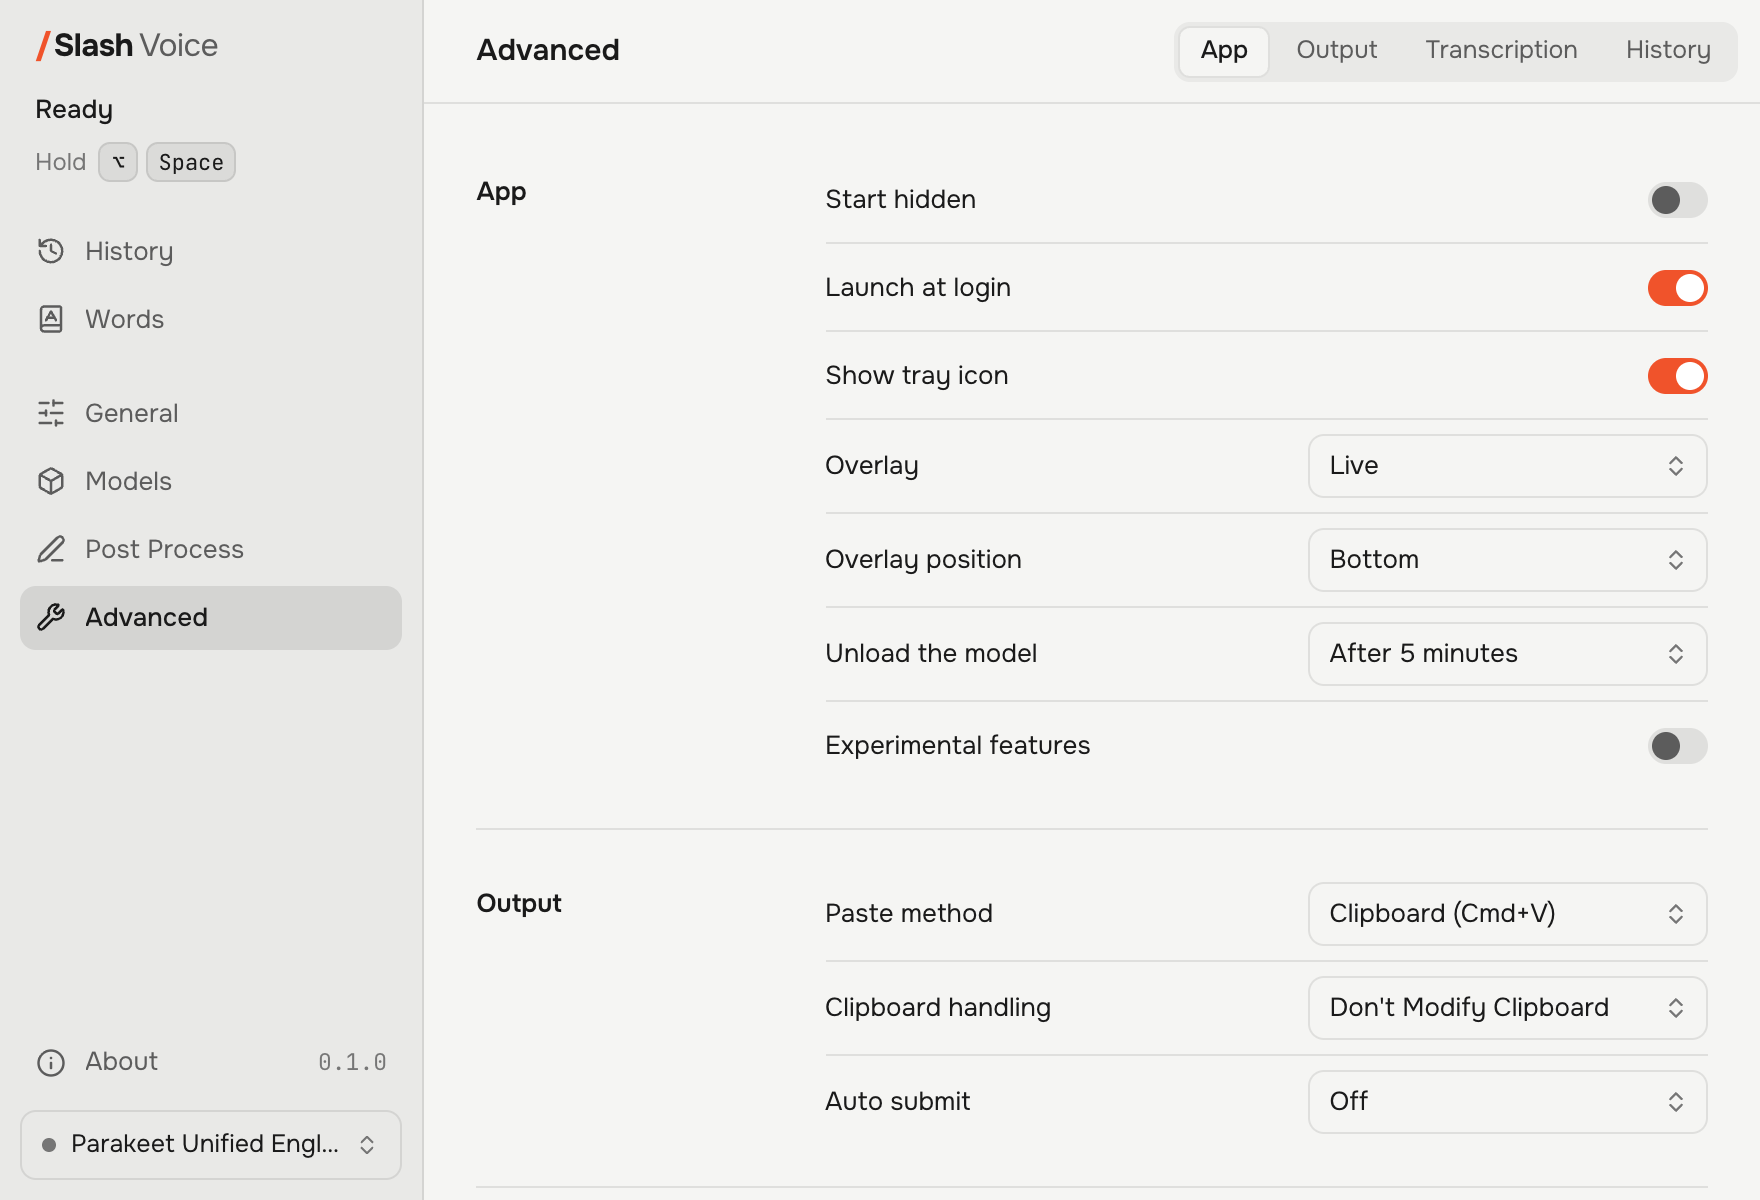 /Slash Voice
Ready
Hold ⌥ Space
History
Words
General
Models
Post Process
Advanced
About 0.1.0
Parakeet Unified Engl...
Advanced
App Output Transcription History
App
Start hidden
Launch at login
Show tray icon
Overlay Live
Overlay position Bottom
Unload the model After 5 minutes
Experimental features
Output
Paste method Clipboard (Cmd+V)
Clipboard handling Don't Modify Clipboard
Auto submit Off